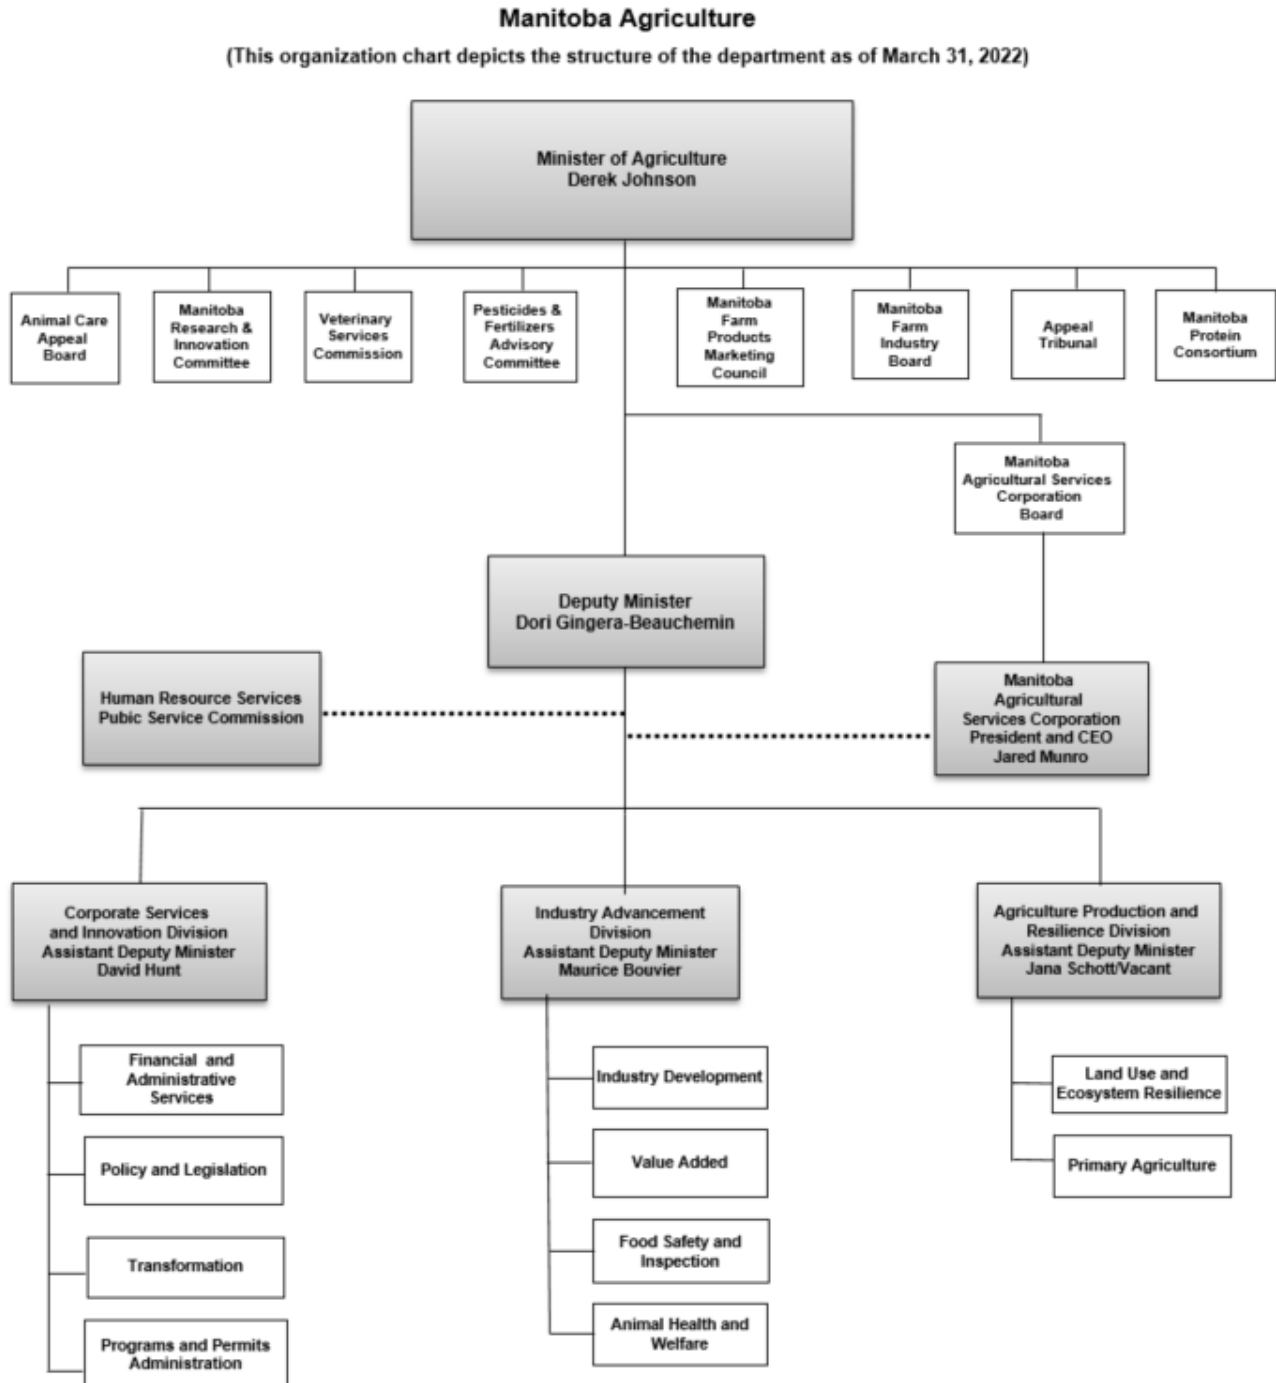 Manitoba Agriculture
(This organization chart depicts the structure of the department as of March 31, 2022)
Minister of Agriculture
Derek Johnson
Animal Care
Appeal
Board
Manitoba
Research &
Innovation
Committee
Veterinary
Services
Commission
Pesticides &
Fertilizers
Advisory
Committee
Manitoba
Farm
Products
Marketing
Council
Manitoba
Farm
Industry
Board
Appeal
Tribunal
Manitoba
Protein
Consortium
Manitoba
Agricultural Services
Corporation
Board
Deputy Minister
Dori Gingera-Beauchemin
Human Resource Services
Pubic Service Commission
Manitoba
Agricultural
Services Corporation
President and CEO
Jared Munro
Corporate Services
and Innovation Division
Assistant Deputy Minister
David Hunt
Industry Advancement
Division
Assistant Deputy Minister
Maurice Bouvier
Agriculture Production and
Resilience Division
Assistant Deputy Minister
Jana Schott/Vacant
Financial and
Administrative
Services
Policy and Legislation
Transformation
Programs and Permits
Administration
Industry Development
Value Added
Food Safety and
Inspection
Animal Health and
Welfare
Land Use and
Ecosystem Resilience
Primary Agriculture